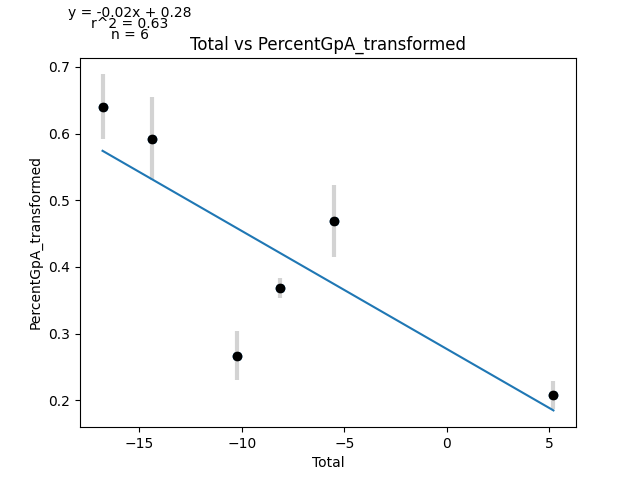 y = -0.02x + 0.28
r^2 = 0.63
n = 6
Total vs PercentGpA_transformed
0.7
0.6
0.5
0.4
0.3
0.2
PercentGpA_transformed
−15
−10
−5
0
5
Total